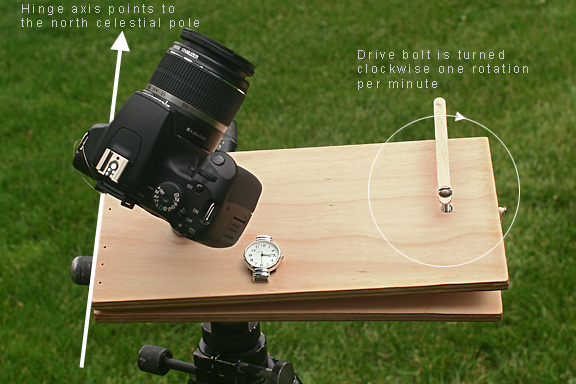 Hinge axis points to
the north celestial pole
Drive bolt is turned
clockwise one rotation
per minute